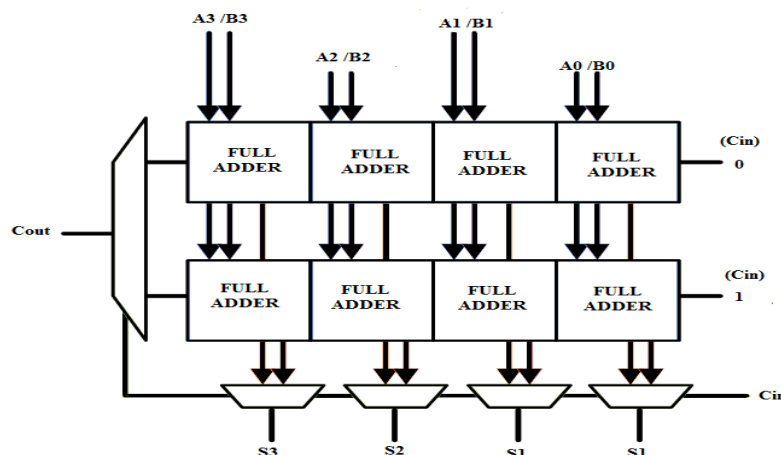 A3 /B3
A1 /B1
A2 /B2
A0 /B0
FULL
ADDER
FULL
ADDER
FULL
ADDER
FULL
ADDER
(Cin)
0
Cout
FULL
ADDER
FULL
ADDER
FULL
ADDER
FULL
ADDER
(Cin)
1
Cin
S3
S2
S1
S1